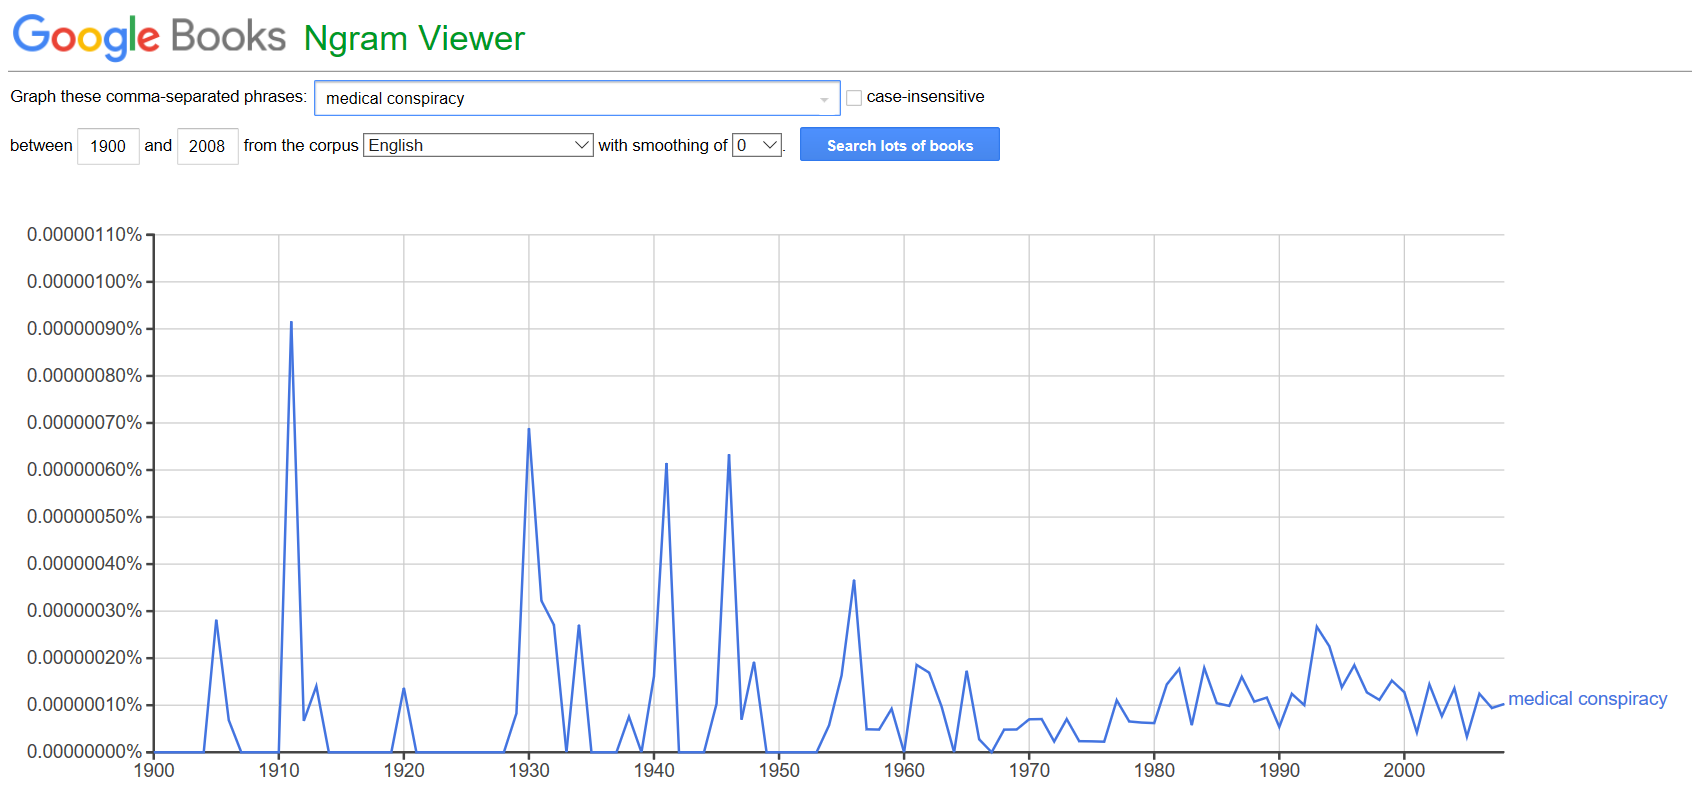 Google Books Ngram Viewer
Graph these comma-separated phrases: medical conspiracy case-insensitive
between 1900 and 2008 from the corpus English with smoothing of 0 . Search lots of books
0.00000110%
0.00000100%
0.00000090%
0.00000080%
0.00000070%
0.00000060%
0.00000050%
0.00000040%
0.00000030%
0.00000020%
0.00000010%
medical conspiracy
0.00000000%
1900 1910 1920 1930 1940 1950 1960 1970 1980 1990 2000